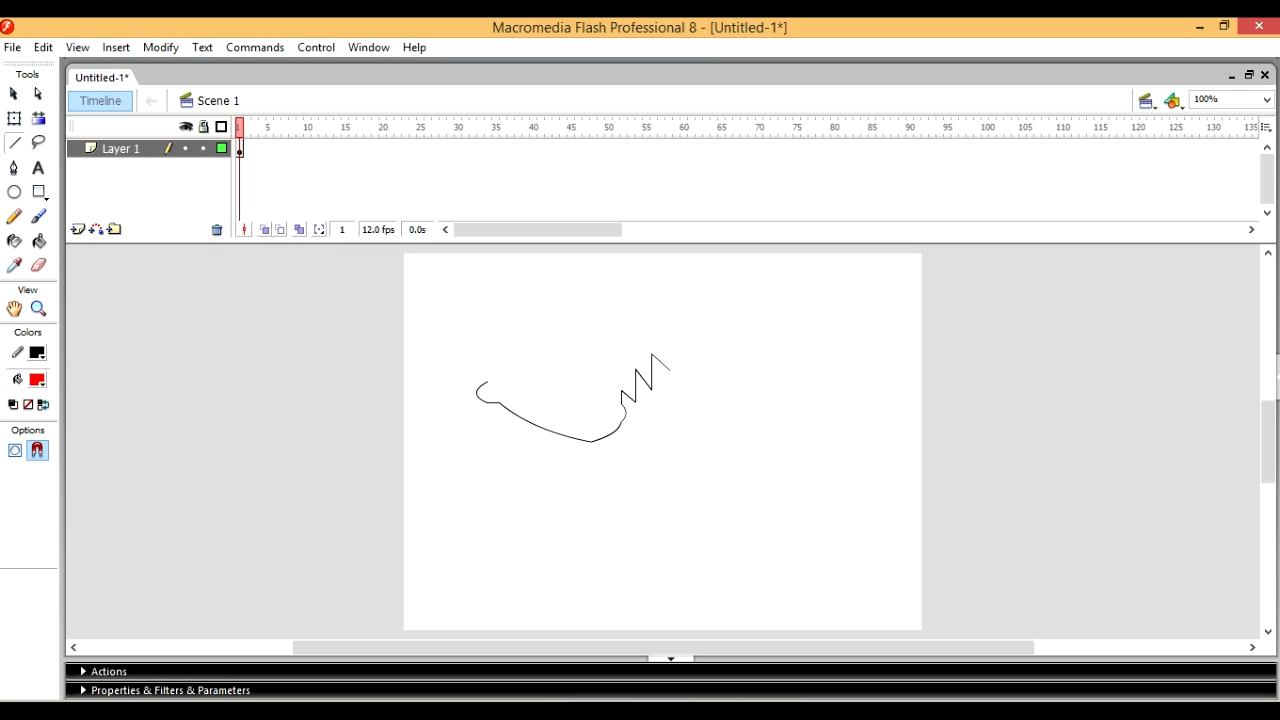 Macromedia Flash Professional 8 - [Untitled-1*]
File Edit View Insert Modify Text Commands Control Window Help
Tools
Untitled-1*
Timeline Scene 1 100%
5 10 15 20 25 30 35 40 45 50 55 60 65 70 75 80 85 90 95 100 105 110 115 120 125 130 135
Layer 1
1 12.0 fps 0.0s
View
Colors
Options
Actions
Properties & Filters & Parameters